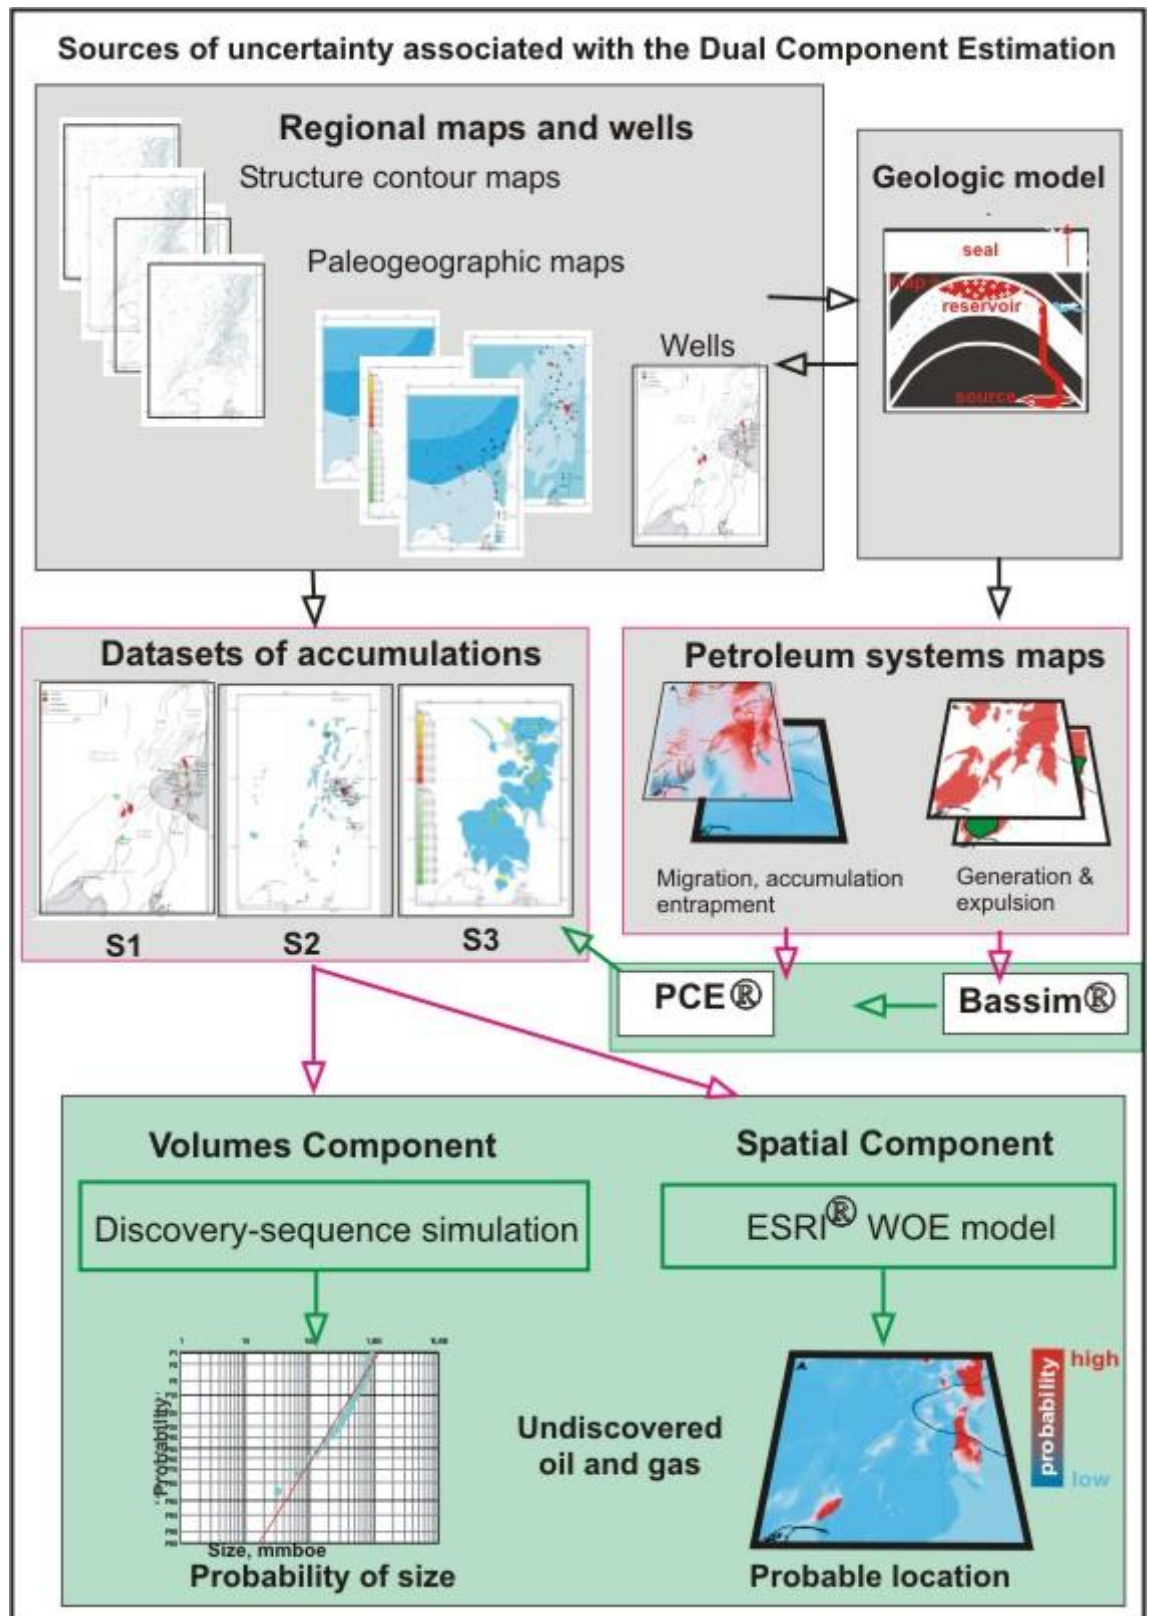 Sources of uncertainty associated with the Dual Component Estimation
Regional maps and wells
Structure contour maps
Paleogeographic maps
Wells
Geologic model
seal
reservoir
source
Datasets of accumulations
S1
S2
S3
Petroleum systems maps
Migration, accumulation
entrapment
Generation &
expulsion
PCE®
Bassim®
Volumes Component
Discovery-sequence simulation
Spatial Component
ESRI® WOE model
1
10
Probability
Size, mmboe
Probability of size
Undiscovered
oil and gas
high
probability
low
Probable location